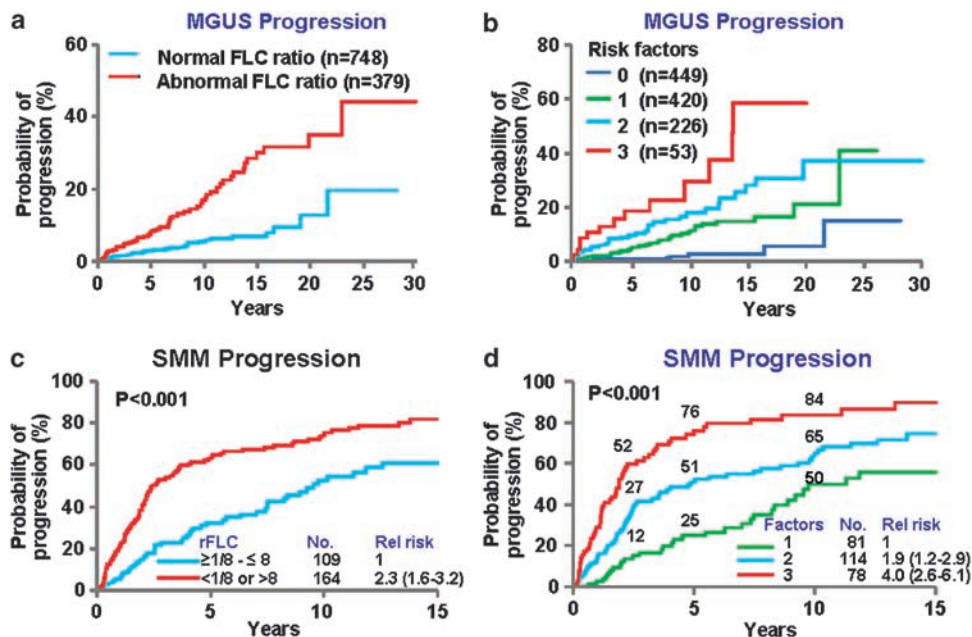 a
MGUS Progression
Probability of
progression (%)
60
40
20
0
Normal FLC ratio (n=748)
Abnormal FLC ratio (n=379)
0 5 10 15 20 25 30
Years
b
MGUS Progression
Probability of
progression (%)
80
60
40
20
0
Risk factors
0 (n=449)
1 (n=420)
2 (n=226)
3 (n=53)
0 5 10 15 20 25 30
Years
c
SMM Progression
Probability of
progression (%)
100
80
60
40
20
0
P<0.001
rFLC No. Rel risk
≥1/8 - ≤ 8 109 1
<1/8 or >8 164 2.3 (1.6-3.2)
0 5 10 15
Years
d
SMM Progression
Probability of
progression (%)
100
80
60
40
20
0
P<0.001
52 76 84
27 51 65
12 25 50
Factors No. Rel risk
1 81 1
2 114 1.9 (1.2-2.9)
3 78 4.0 (2.6-6.1)
0 5 10 15
Years